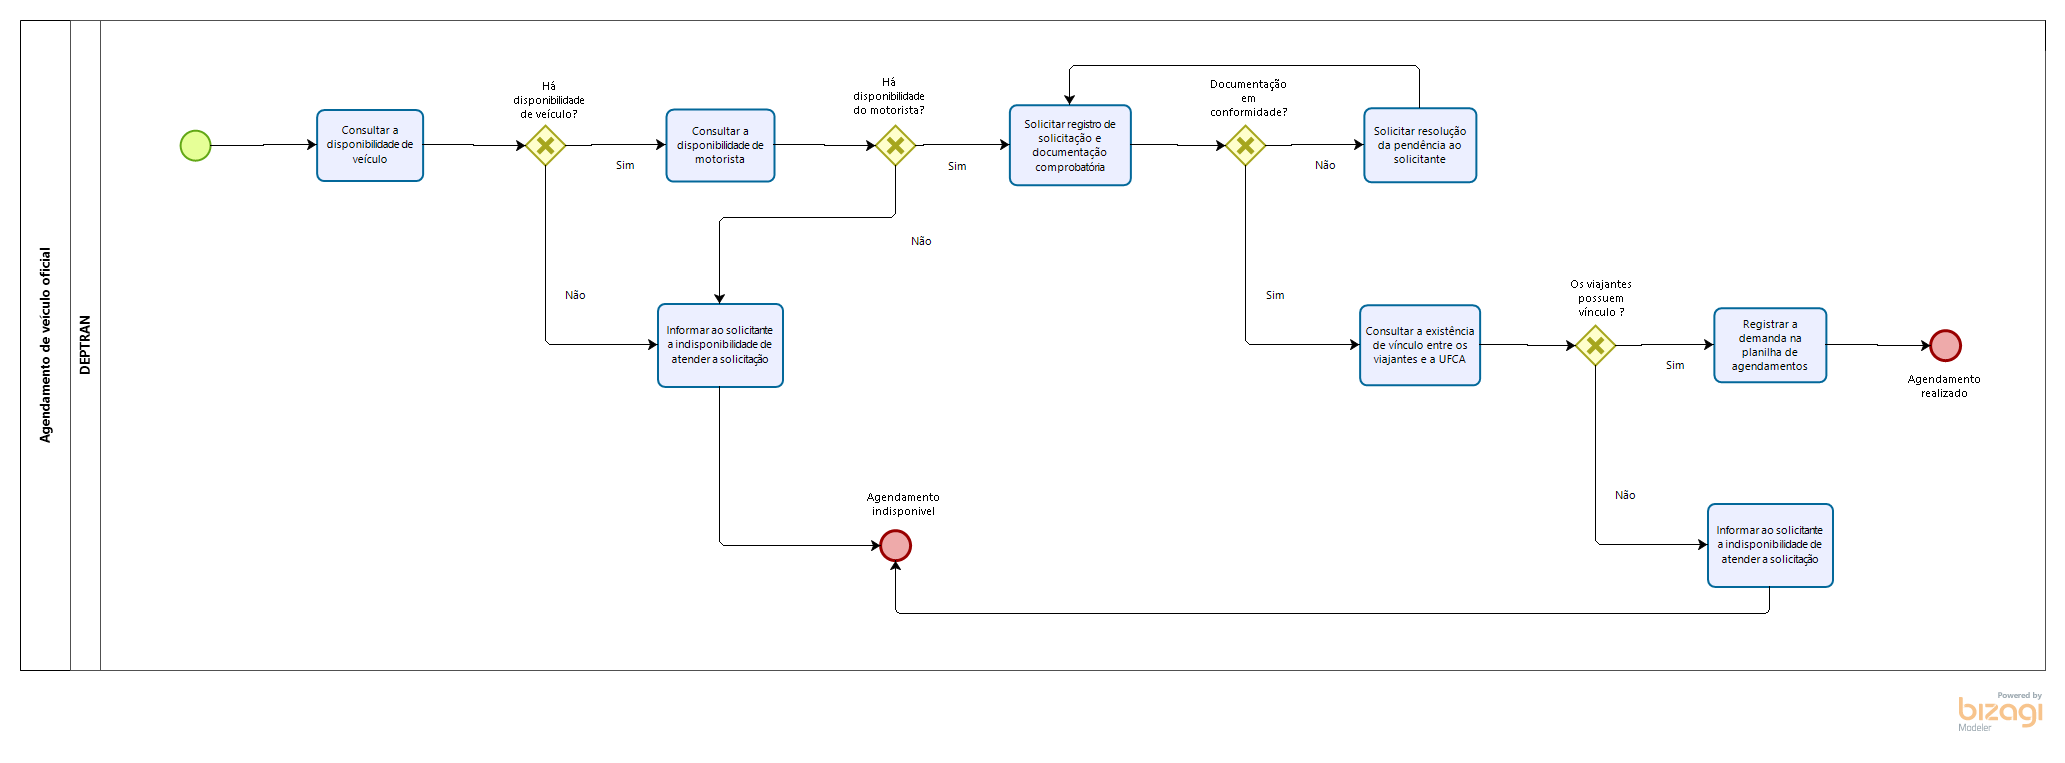 Agendamento de veículo oficial
DEPTRAN
Consultar a
disponibilidade de
veículo
Há
disponibilidade
de veículo?
Sim
Não
Consultar a
disponibilidade de
motorista
Há
disponibilidade
do motorista?
Sim
Não
Solicitar registro de
solicitação e
documentação
comprobatória
Documentação
em
conformidade?
Não
Sim
Solicitar resolução
da pendência ao
solicitante
Informar ao solicitante
a indisponibilidade de
atender a solicitação
Consultar a existência
de vínculo entre os
viajantes e a UFCA
Os viajantes
possuem
vínculo ?
Sim
Não
Registrar a
demanda na
planilha de
agendamentos
Agendamento
realizado
Agendamento
indisponivel
Informar ao solicitante
a indisponibilidade de
atender a solicitação
Powered by
bizagi
Modeler